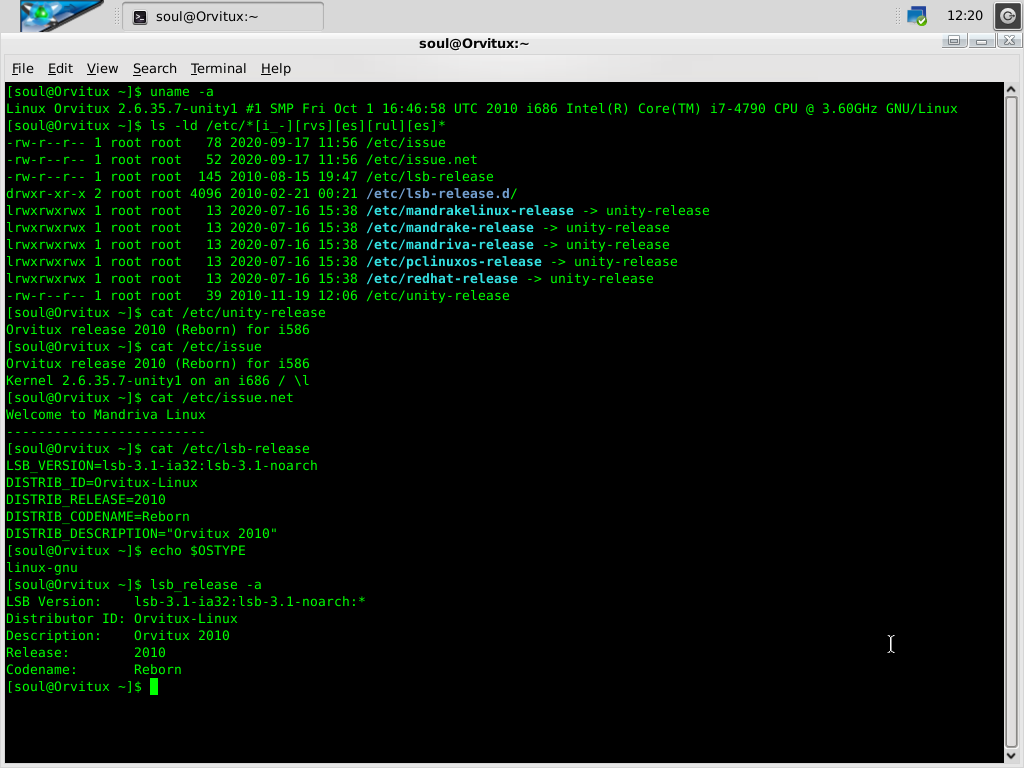 soul@Orvitux:~
12:20
soul@Orvitux:~
File Edit View Search Terminal Help
[soul@Orvitux ~]$ uname -a
Linux Orvitux 2.6.35.7-unity1 #1 SMP Fri Oct 1 16:46:58 UTC 2010 i686 Intel(R) Core(TM) i7-4790 CPU @ 3.60GHz GNU/Linux
[soul@Orvitux ~]$ ls -ld /etc/*[i_-][rvs][es][rul][es]*
-rw-r--r-- 1 root root   78 2020-09-17 11:56 /etc/issue
-rw-r--r-- 1 root root   52 2020-09-17 11:56 /etc/issue.net
-rw-r--r-- 1 root root  145 2010-08-15 19:47 /etc/lsb-release
drwxr-xr-x 2 root root 4096 2010-02-21 00:21 /etc/lsb-release.d/
lrwxrwxrwx 1 root root   13 2020-07-16 15:38 /etc/mandrakelinux-release -> unity-release
lrwxrwxrwx 1 root root   13 2020-07-16 15:38 /etc/mandrake-release -> unity-release
lrwxrwxrwx 1 root root   13 2020-07-16 15:38 /etc/mandriva-release -> unity-release
lrwxrwxrwx 1 root root   13 2020-07-16 15:38 /etc/pclinuxos-release -> unity-release
lrwxrwxrwx 1 root root   13 2020-07-16 15:38 /etc/redhat-release -> unity-release
-rw-r--r-- 1 root root   39 2010-11-19 12:06 /etc/unity-release
[soul@Orvitux ~]$ cat /etc/unity-release
Orvitux release 2010 (Reborn) for i586
[soul@Orvitux ~]$ cat /etc/issue
Orvitux release 2010 (Reborn) for i586
Kernel 2.6.35.7-unity1 on an i686 / \l
[soul@Orvitux ~]$ cat /etc/issue.net
Welcome to Mandriva Linux
-------------------------
[soul@Orvitux ~]$ cat /etc/lsb-release
LSB_VERSION=lsb-3.1-ia32:lsb-3.1-noarch
DISTRIB_ID=Orvitux-Linux
DISTRIB_RELEASE=2010
DISTRIB_CODENAME=Reborn
DISTRIB_DESCRIPTION="Orvitux 2010"
[soul@Orvitux ~]$ echo $OSTYPE
linux-gnu
[soul@Orvitux ~]$ lsb_release -a
LSB Version:    lsb-3.1-ia32:lsb-3.1-noarch:*
Distributor ID: Orvitux-Linux
Description:    Orvitux 2010
Release:        2010
Codename:       Reborn
[soul@Orvitux ~]$